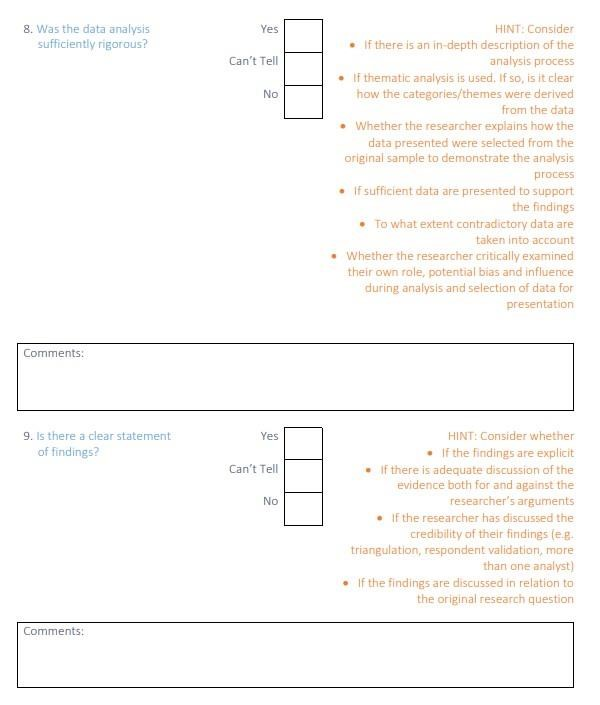 8. Was the data analysis
sufficiently rigorous?
Yes
Can't Tell
No
HINT: Consider
• If there is an in-depth description of the
analysis process
• If thematic analysis is used. If so, is it clear
how the categories/themes were derived
from the data
• Whether the researcher explains how the
data presented were selected from the
original sample to demonstrate the analysis
process
• If sufficient data are presented to support
the findings
• To what extent contradictory data are
taken into account
• Whether the researcher critically examined
their own role, potential bias and influence
during analysis and selection of data for
presentation
Comments:
9. Is there a clear statement
of findings?
Yes
Can't Tell
No
HINT: Consider whether
• If the findings are explicit
• If there is adequate discussion of the
evidence both for and against the
researcher's arguments
• If the researcher has discussed the
credibility of their findings (e.g.
triangulation, respondent validation, more
than one analyst)
• If the findings are discussed in relation to
the original research question
Comments: